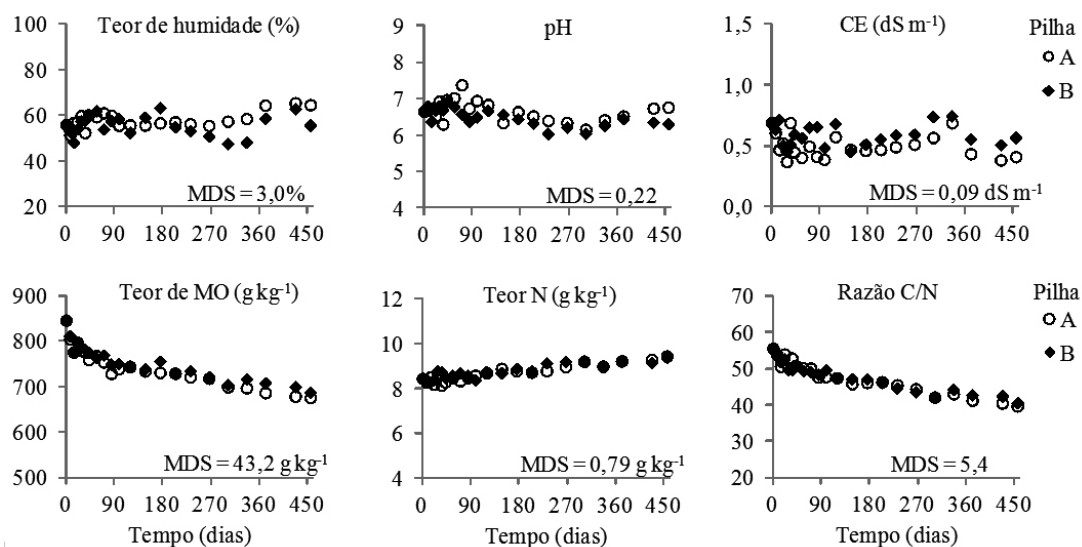 Teor de humidade (%)
100
80
60
40
20
MDS = 3,0%
0 90 180 270 360 450
pH
9
8
7
6
5
4
MDS = 0,22
0 90 180 270 360 450
CE (dS m-1)
1,5
1,0
0,5
0,0
MDS = 0,09 dS m-1
0 90 180 270 360 450
Pilha
A
B
Teor de MO (g kg-1)
900
800
700
600
500
MDS = 43,2 g kg-1
0 90 180 270 360 450
Tempo (dias)
Teor N (g kg-1)
12
10
8
6
4
MDS = 0,79 g kg-1
0 90 180 270 360 450
Tempo (dias)
Razão C/N
70
60
50
40
30
20
MDS = 5,4
0 90 180 270 360 450
Tempo (dias)
Pilha
A
B